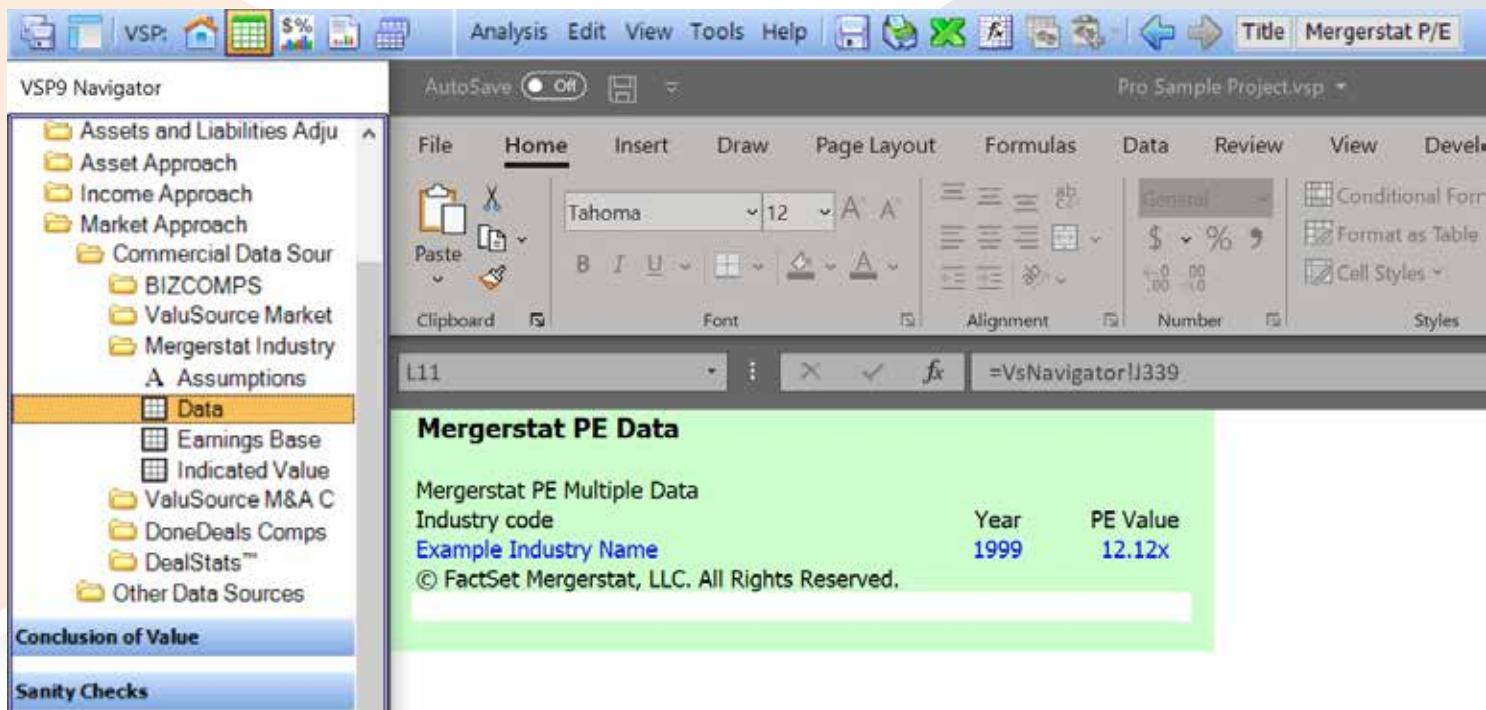 VSP: Analysis Edit View Tools Help Title Mergerstat P/E
VSP9 Navigator
Assets and Liabilities Adju
Asset Approach
Income Approach
Market Approach
Commercial Data Sour
BIZCOMPS
ValuSource Market
Mergerstat Industry
A Assumptions
Data
Earnings Base
Indicated Value
ValuSource M&A C
DoneDeals Comps
DealStats™
Other Data Sources
Conclusion of Value
Sanity Checks
AutoSave Off Pro Sample Project.vsp
File Home Insert Draw Page Layout Formulas Data Review View Devel
Paste
Tahoma 12 A A
B I U A
General
$ % 9
Conditional For
Format as Table
Cell Styles
Clipboard Font Alignment Number Styles
L11 fx =VsNavigator!J339
Mergerstat PE Data
Mergerstat PE Multiple Data
Industry code Year PE Value
Example Industry Name 1999 12.12x
© FactSet Mergerstat, LLC. All Rights Reserved.